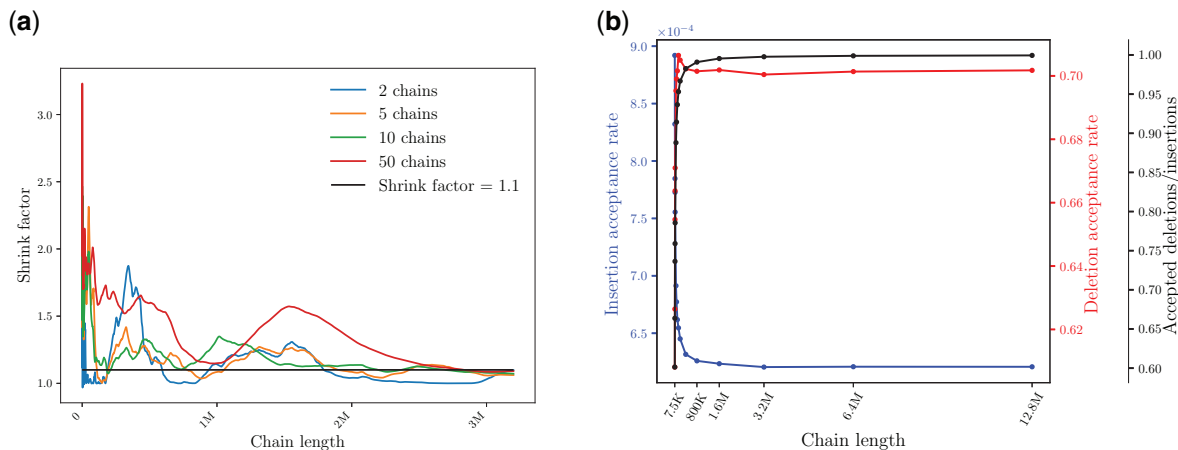 (a)
Shrink factor
3.0
2.5
2.0
1.5
1.0
2 chains
5 chains
10 chains
50 chains
Shrink factor = 1.1
0
1M
2M
3M
Chain length
(b)
×10⁻⁴
Insertion acceptance rate
9.0
8.5
8.0
7.5
7.0
6.5
7.5K
800K
1.6M
3.2M
6.4M
12.8M
Chain length
0.70
0.68
0.66
0.64
0.62
Deletion acceptance rate
1.00
0.95
0.90
0.85
0.80
0.75
0.70
0.65
0.60
Accepted deletions/insertions